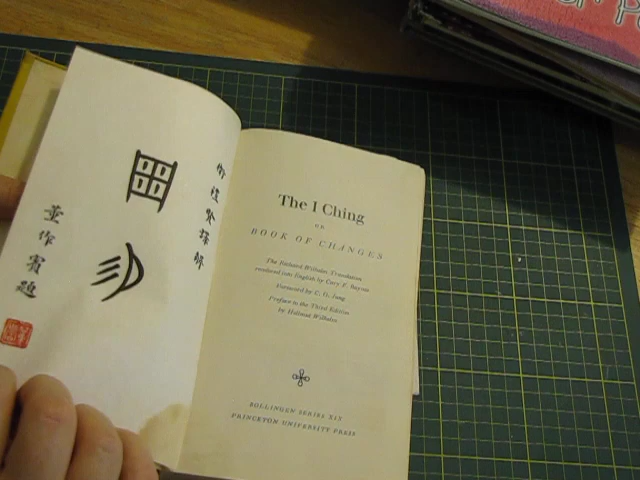 周易
衛禮賢譯解
董作賓題
The I Ching
OR
BOOK OF CHANGES
The Richard Wilhelm Translation
rendered into English by Cary F. Baynes
Foreword by C. G. Jung
Preface to the Third Edition
by Hellmut Wilhelm
BOLLINGEN SERIES XIX
PRINCETON UNIVERSITY PRESS